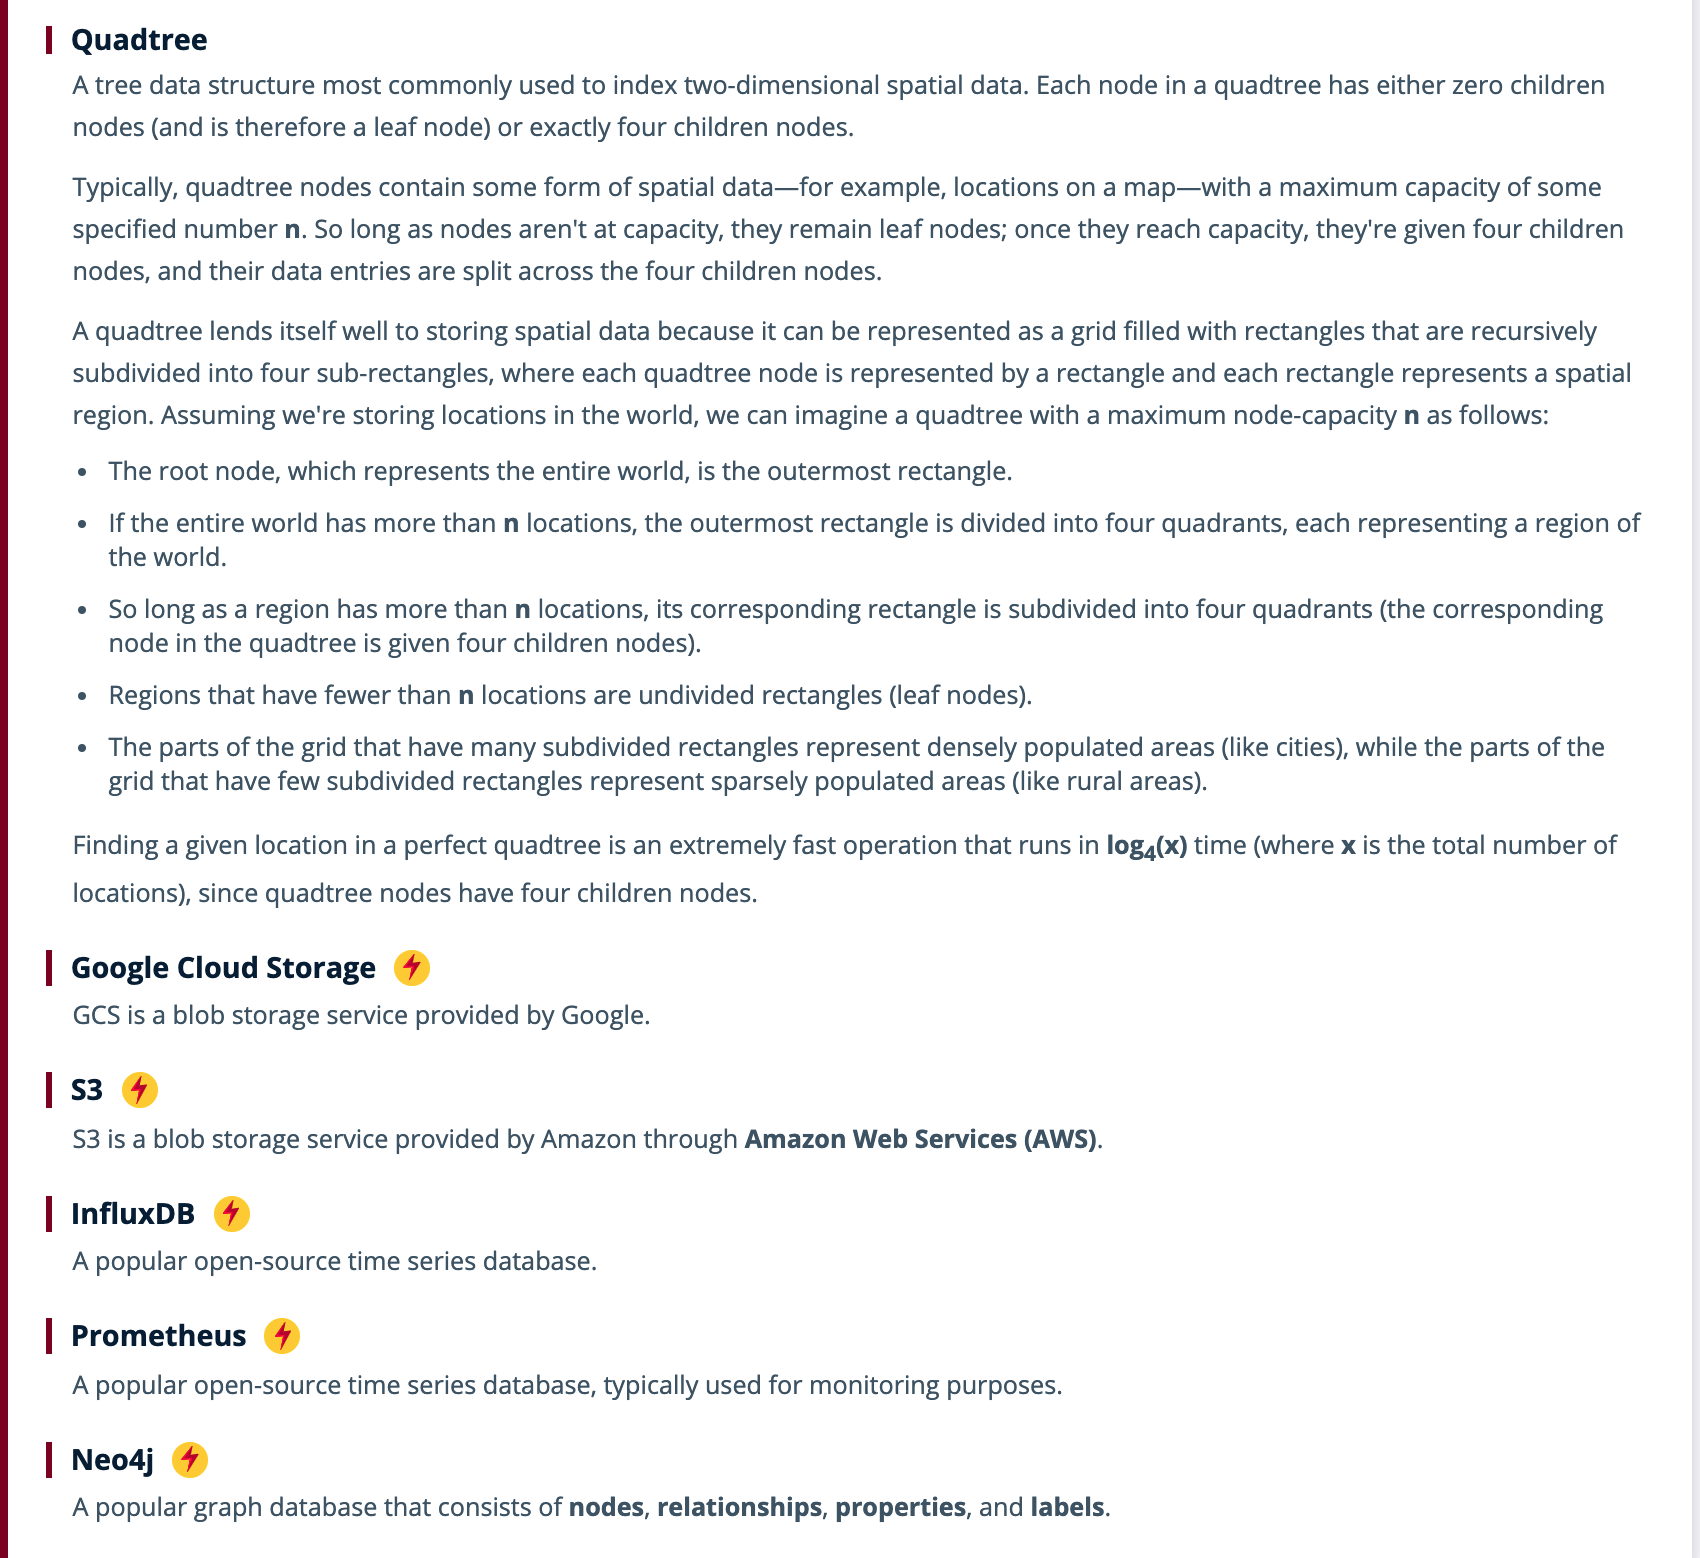 Quadtree
A tree data structure most commonly used to index two-dimensional spatial data. Each node in a quadtree has either zero children
nodes (and is therefore a leaf node) or exactly four children nodes.
Typically, quadtree nodes contain some form of spatial data—for example, locations on a map—with a maximum capacity of some
specified number n. So long as nodes aren't at capacity, they remain leaf nodes; once they reach capacity, they're given four children
nodes, and their data entries are split across the four children nodes.
A quadtree lends itself well to storing spatial data because it can be represented as a grid filled with rectangles that are recursively
subdivided into four sub-rectangles, where each quadtree node is represented by a rectangle and each rectangle represents a spatial
region. Assuming we're storing locations in the world, we can imagine a quadtree with a maximum node-capacity n as follows:
• The root node, which represents the entire world, is the outermost rectangle.
• If the entire world has more than n locations, the outermost rectangle is divided into four quadrants, each representing a region of
the world.
• So long as a region has more than n locations, its corresponding rectangle is subdivided into four quadrants (the corresponding
node in the quadtree is given four children nodes).
• Regions that have fewer than n locations are undivided rectangles (leaf nodes).
• The parts of the grid that have many subdivided rectangles represent densely populated areas (like cities), while the parts of the
grid that have few subdivided rectangles represent sparsely populated areas (like rural areas).
Finding a given location in a perfect quadtree is an extremely fast operation that runs in log₄(x) time (where x is the total number of
locations), since quadtree nodes have four children nodes.
Google Cloud Storage
GCS is a blob storage service provided by Google.
S3
S3 is a blob storage service provided by Amazon through Amazon Web Services (AWS).
InfluxDB
A popular open-source time series database.
Prometheus
A popular open-source time series database, typically used for monitoring purposes.
Neo4j
A popular graph database that consists of nodes, relationships, properties, and labels.